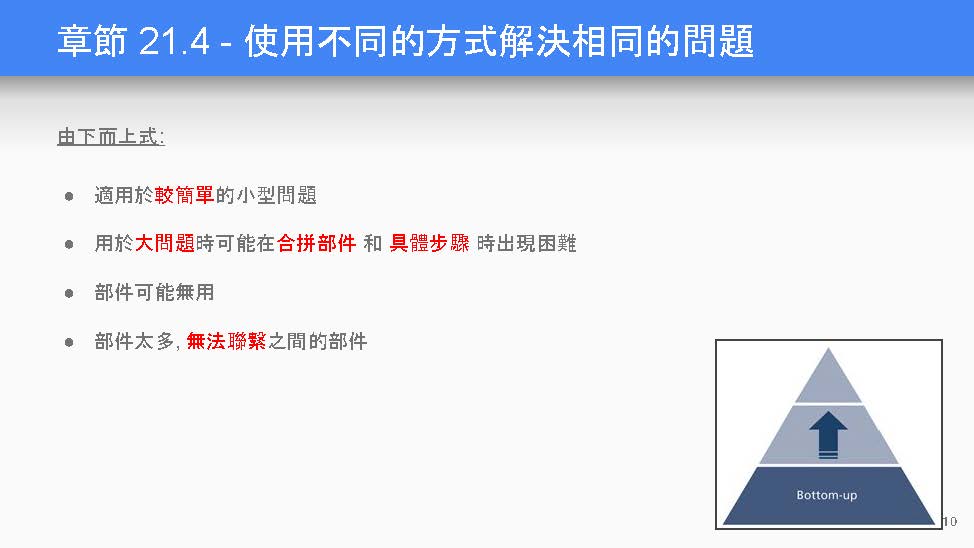 章節 21.4 - 使用不同的方式解決相同的問題
由下而上式:
● 適用於較簡單的小型問題
● 用於大問題時可能在合拼部件 和 具體步驟 時出現困難
● 部件可能無用
● 部件太多, 無法聯繫之間的部件
Bottom-up
10